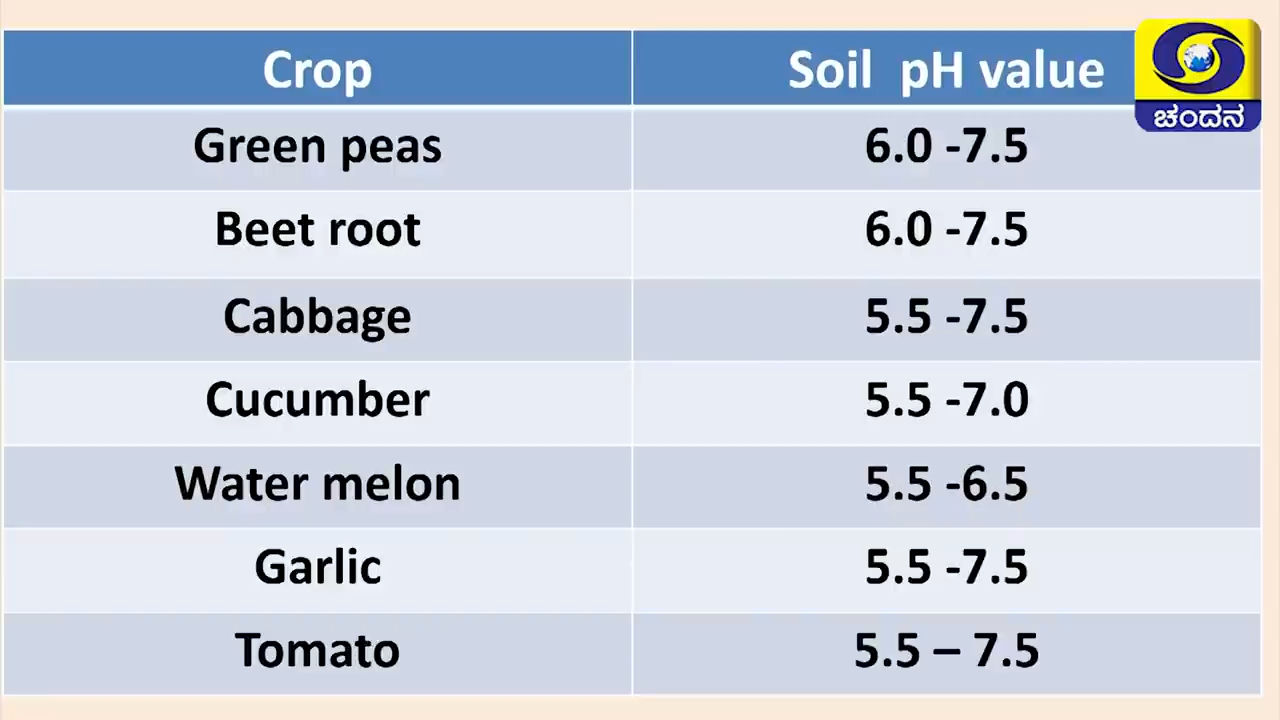 Crop Soil pH value
ಚಂದನ
Green peas 6.0 -7.5
Beet root 6.0 -7.5
Cabbage 5.5 -7.5
Cucumber 5.5 -7.0
Water melon 5.5 -6.5
Garlic 5.5 -7.5
Tomato 5.5 – 7.5